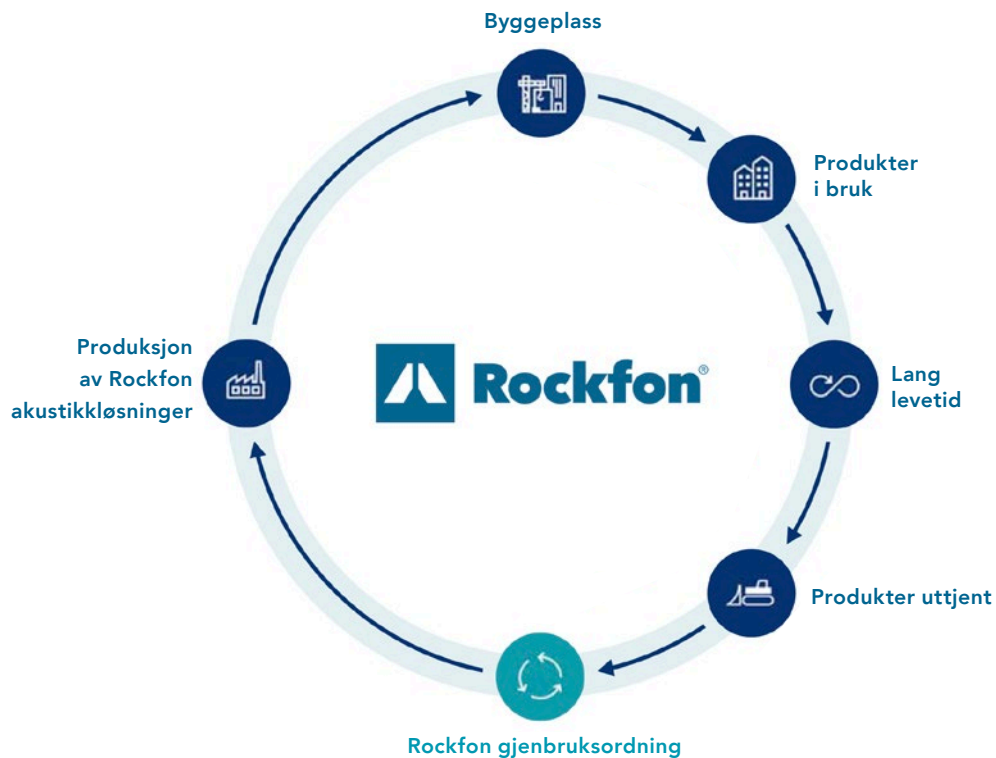 Byggeplass
Produkter
i bruk
Lang
levetid
Produkter uttjent
Rockfon gjenbruksordning
Produksjon
av Rockfon
akustikkløsninger
Rockfon®